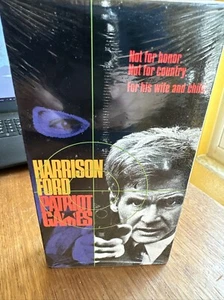 Not for honor.
Not for country.
For his wife and child.
HARRISON
FORD
PATRIOT
GAMES